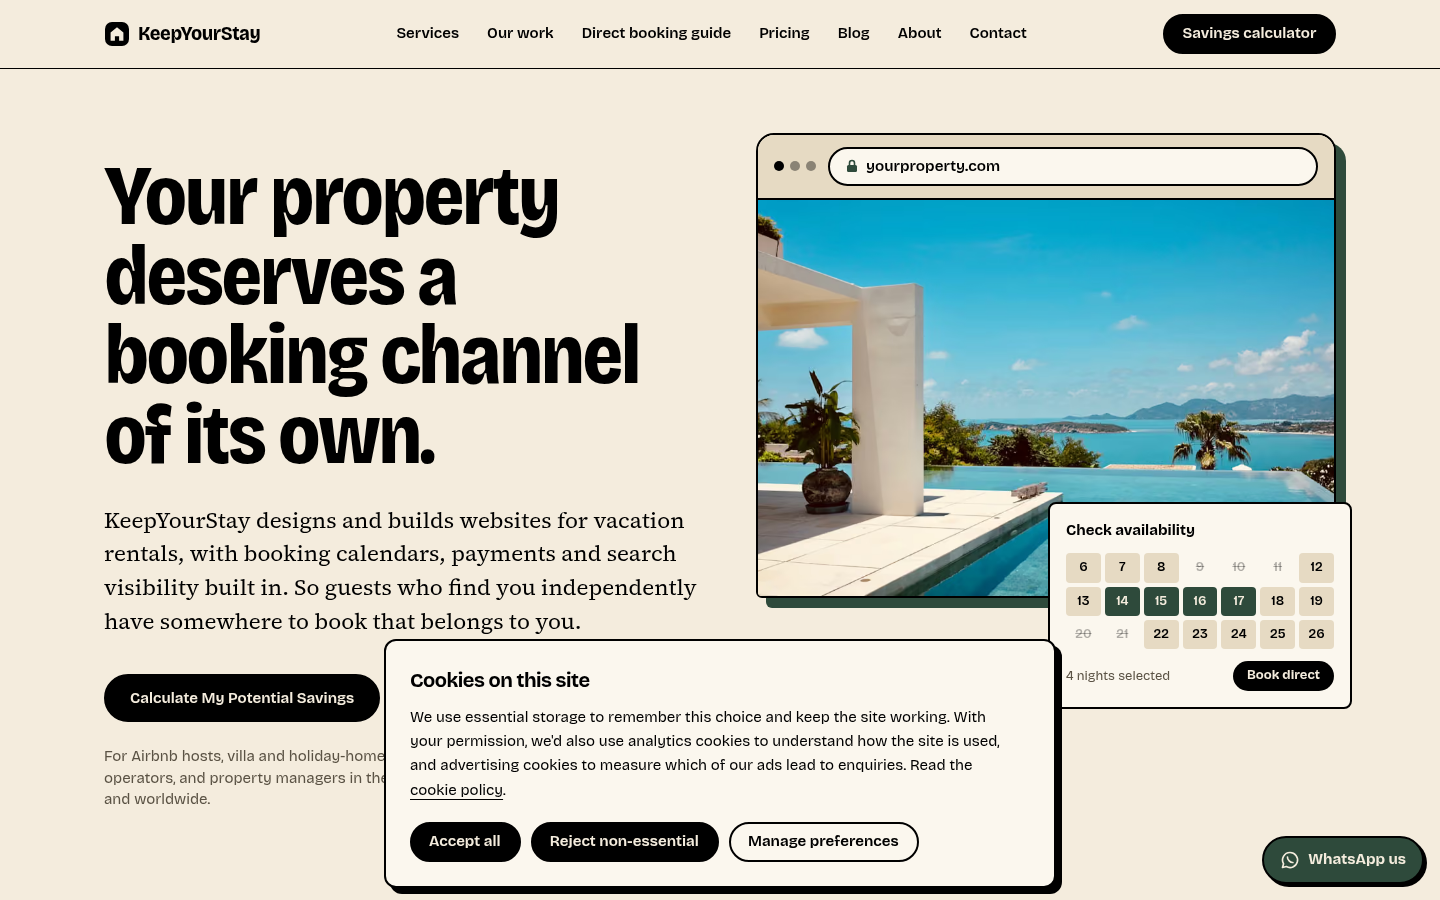 KeepYourStay
Services
Our work
Direct booking guide
Pricing
Blog
About
Contact
Savings calculator
Your property
deserves a
booking channel
of its own.
KeepYourStay designs and builds websites for vacation
rentals, with booking calendars, payments and search
visibility built in. So guests who find you independently
have somewhere to book that belongs to you.
Calculate My Potential Savings
For Airbnb hosts, villa and holiday-home
operators, and property managers in the
and worldwide.
yourproperty.com
Check availability
6 7 8 9 10 11 12
13 14 15 16 17 18 19
20 21 22 23 24 25 26
4 nights selected
Book direct
Cookies on this site
We use essential storage to remember this choice and keep the site working. With
your permission, we'd also use analytics cookies to understand how the site is used,
and advertising cookies to measure which of our ads lead to enquiries. Read the
cookie policy.
Accept all
Reject non-essential
Manage preferences
WhatsApp us